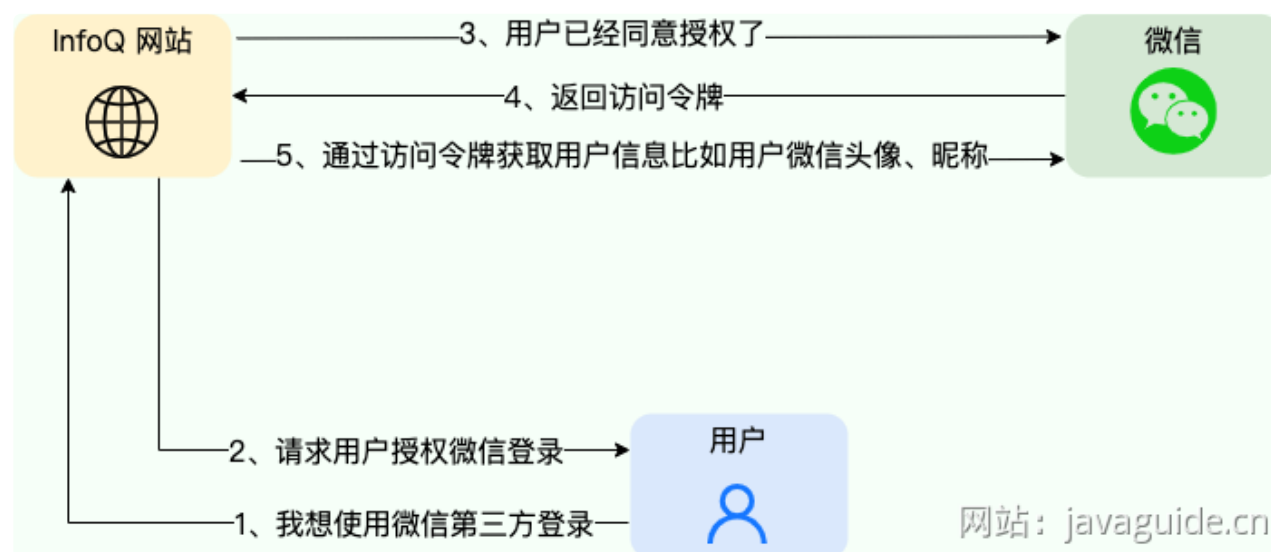 InfoQ 网站
3、用户已经同意授权了
微信
4、返回访问令牌
5、通过访问令牌获取用户信息比如用户微信头像、昵称
2、请求用户授权微信登录
用户
1、我想使用微信第三方登录
网站：javaguide.cn